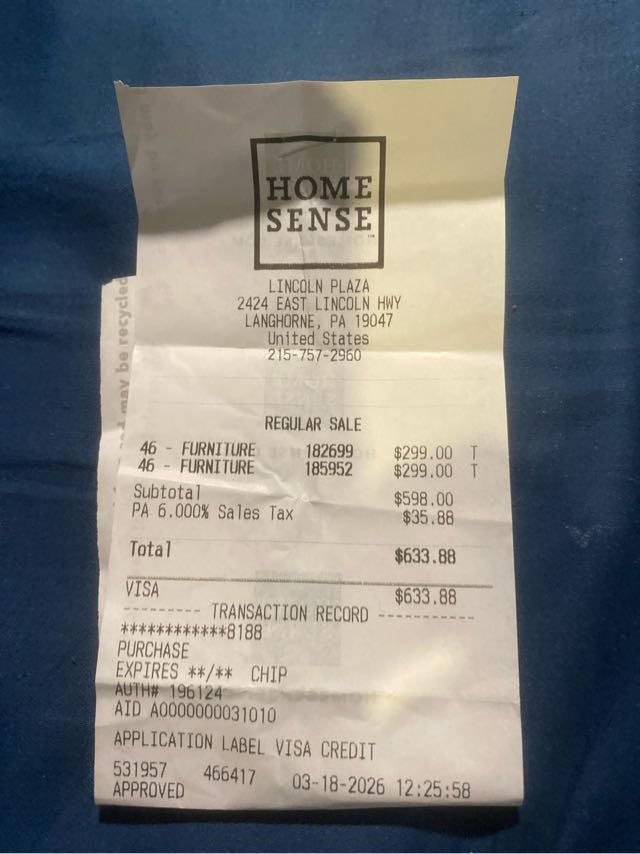 HOME
SENSE
LINCOLN PLAZA
2424 EAST LINCOLN HWY
LANGHORNE, PA 19047
United States
215-757-2960
REGULAR SALE
46 - FURNITURE 182699 $299.00 T
46 - FURNITURE 185952 $299.00 T
Subtotal $598.00
PA 6.000% Sales Tax $35.88
Total $633.88
VISA $633.88
-------- TRANSACTION RECORD ----------
************8188
PURCHASE
EXPIRES **/** CHIP
AUTH# 196124
AID A0000000031010
APPLICATION LABEL VISA CREDIT
531957 466417 03-18-2026 12:25:58
APPROVED
may be recycled